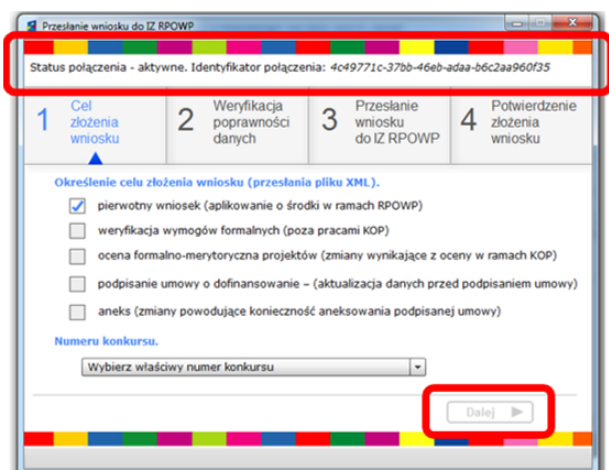 Przesłanie wniosku do IZ RPOWP
Status połączenia - aktywne. Identyfikator połączenia: 4c49771c-37bb-46eb-adaa-b6c2aa960f35
1 Cel złożenia wniosku
2 Weryfikacja poprawności danych
3 Przesłanie wniosku do IZ RPOWP
4 Potwierdzenie złożenia wniosku
Określenie celu złożenia wniosku (przesłania pliku XML).
pierwotny wniosek (aplikowanie o środki w ramach RPOWP)
weryfikacja wymogów formalnych (poza pracami KOP)
ocena formalno-merytoryczna projektów (zmiany wynikające z oceny w ramach KOP)
podpisanie umowy o dofinansowanie – (aktualizacja danych przed podpisaniem umowy)
aneks (zmiany powodujące konieczność aneksowania podpisanej umowy)
Numeru konkursu.
Wybierz właściwy numer konkursu
Dalej